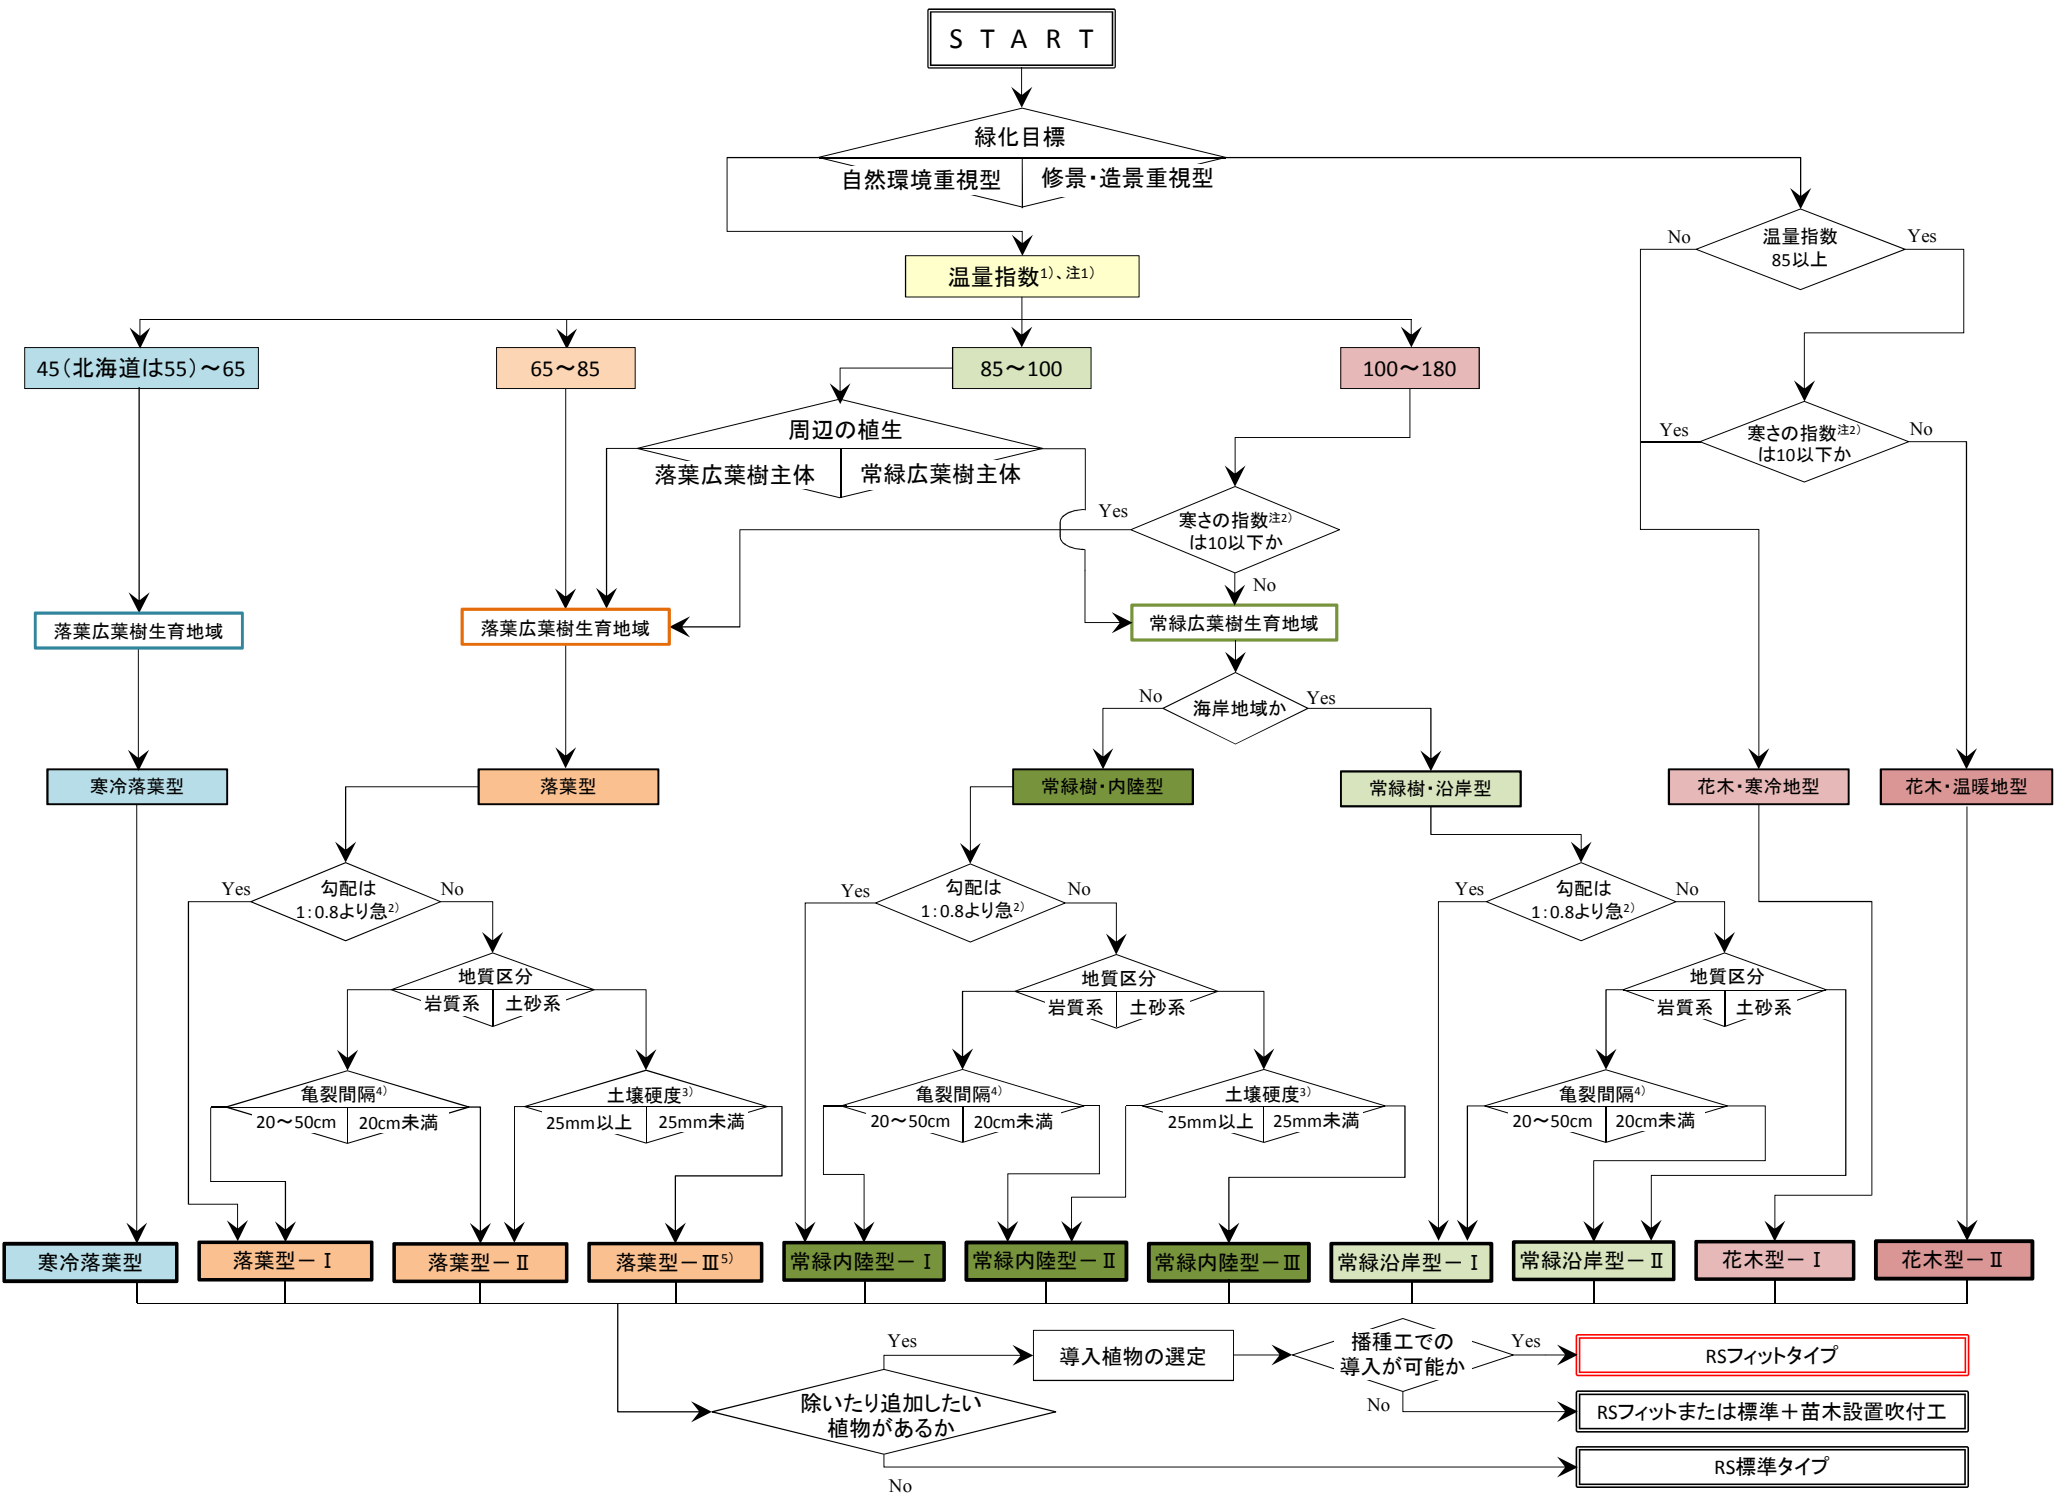 ＳＴＡＲＴ
緑化目標
自然環境重視型
修景・造景重視型
No
温量指数
85以上
Yes
温量指数1)、注1)
45（北海道は55）～65
65～85
85～100
100～180
周辺の植生
落葉広葉樹主体
常緑広葉樹主体
Yes
寒さの指数注2)
は10以下か
No
Yes
寒さの指数注2)
は10以下か
No
落葉広葉樹生育地域
落葉広葉樹生育地域
常緑広葉樹生育地域
No
海岸地域か
Yes
寒冷落葉型
落葉型
常緑樹・内陸型
常緑樹・沿岸型
花木・寒冷地型
花木・温暖地型
Yes
勾配は
1：0.8より急2)
No
Yes
勾配は
1：0.8より急2)
No
Yes
勾配は
1：0.8より急2)
No
地質区分
岩質系
土砂系
地質区分
岩質系
土砂系
地質区分
岩質系
土砂系
亀裂間隔4)
20～50cm
20cm未満
土壌硬度3)
25mm以上
25mm未満
亀裂間隔4)
20～50cm
20cm未満
土壌硬度3)
25mm以上
25mm未満
亀裂間隔4)
20～50cm
20cm未満
寒冷落葉型
落葉型－Ⅰ
落葉型－Ⅱ
落葉型－Ⅲ5)
常緑内陸型－Ⅰ
常緑内陸型－Ⅱ
常緑内陸型－Ⅲ
常緑沿岸型－Ⅰ
常緑沿岸型－Ⅱ
花木型－Ⅰ
花木型－Ⅱ
Yes
導入植物の選定
播種工での
導入が可能か
Yes
RSフィットタイプ
除いたり追加したい
植物があるか
No
RSフィットまたは標準＋苗木設置吹付工
No
RS標準タイプ